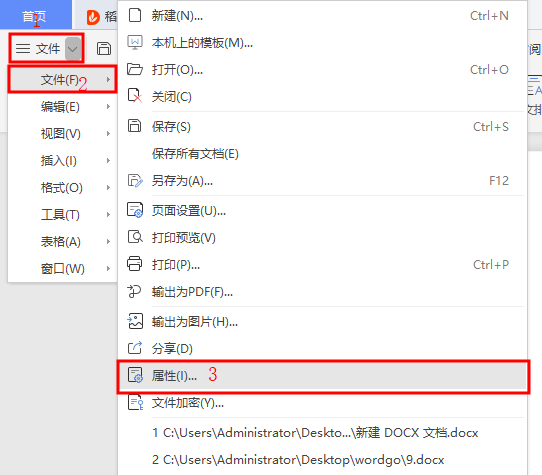 首页
稻
1
文件
文件(F)
2
编辑(E)
视图(V)
插入(I)
格式(O)
工具(T)
表格(A)
窗口(W)
新建(N)... Ctrl+N
本机上的模板(M)...
打开(O)... Ctrl+O
关闭(C)
保存(S) Ctrl+S
保存所有文档(E)
另存为(A)... F12
页面设置(U)...
打印预览(V)
打印(P)... Ctrl+P
输出为PDF(F)...
输出为图片(H)...
分享(D)
属性(I)... 3
文件加密(Y)...
1 C:\Users\Administrator\Deskto...\新建 DOCX 文档.docx
2 C:\Users\Administrator\Desktop\wordgo\9.docx
阅
文排